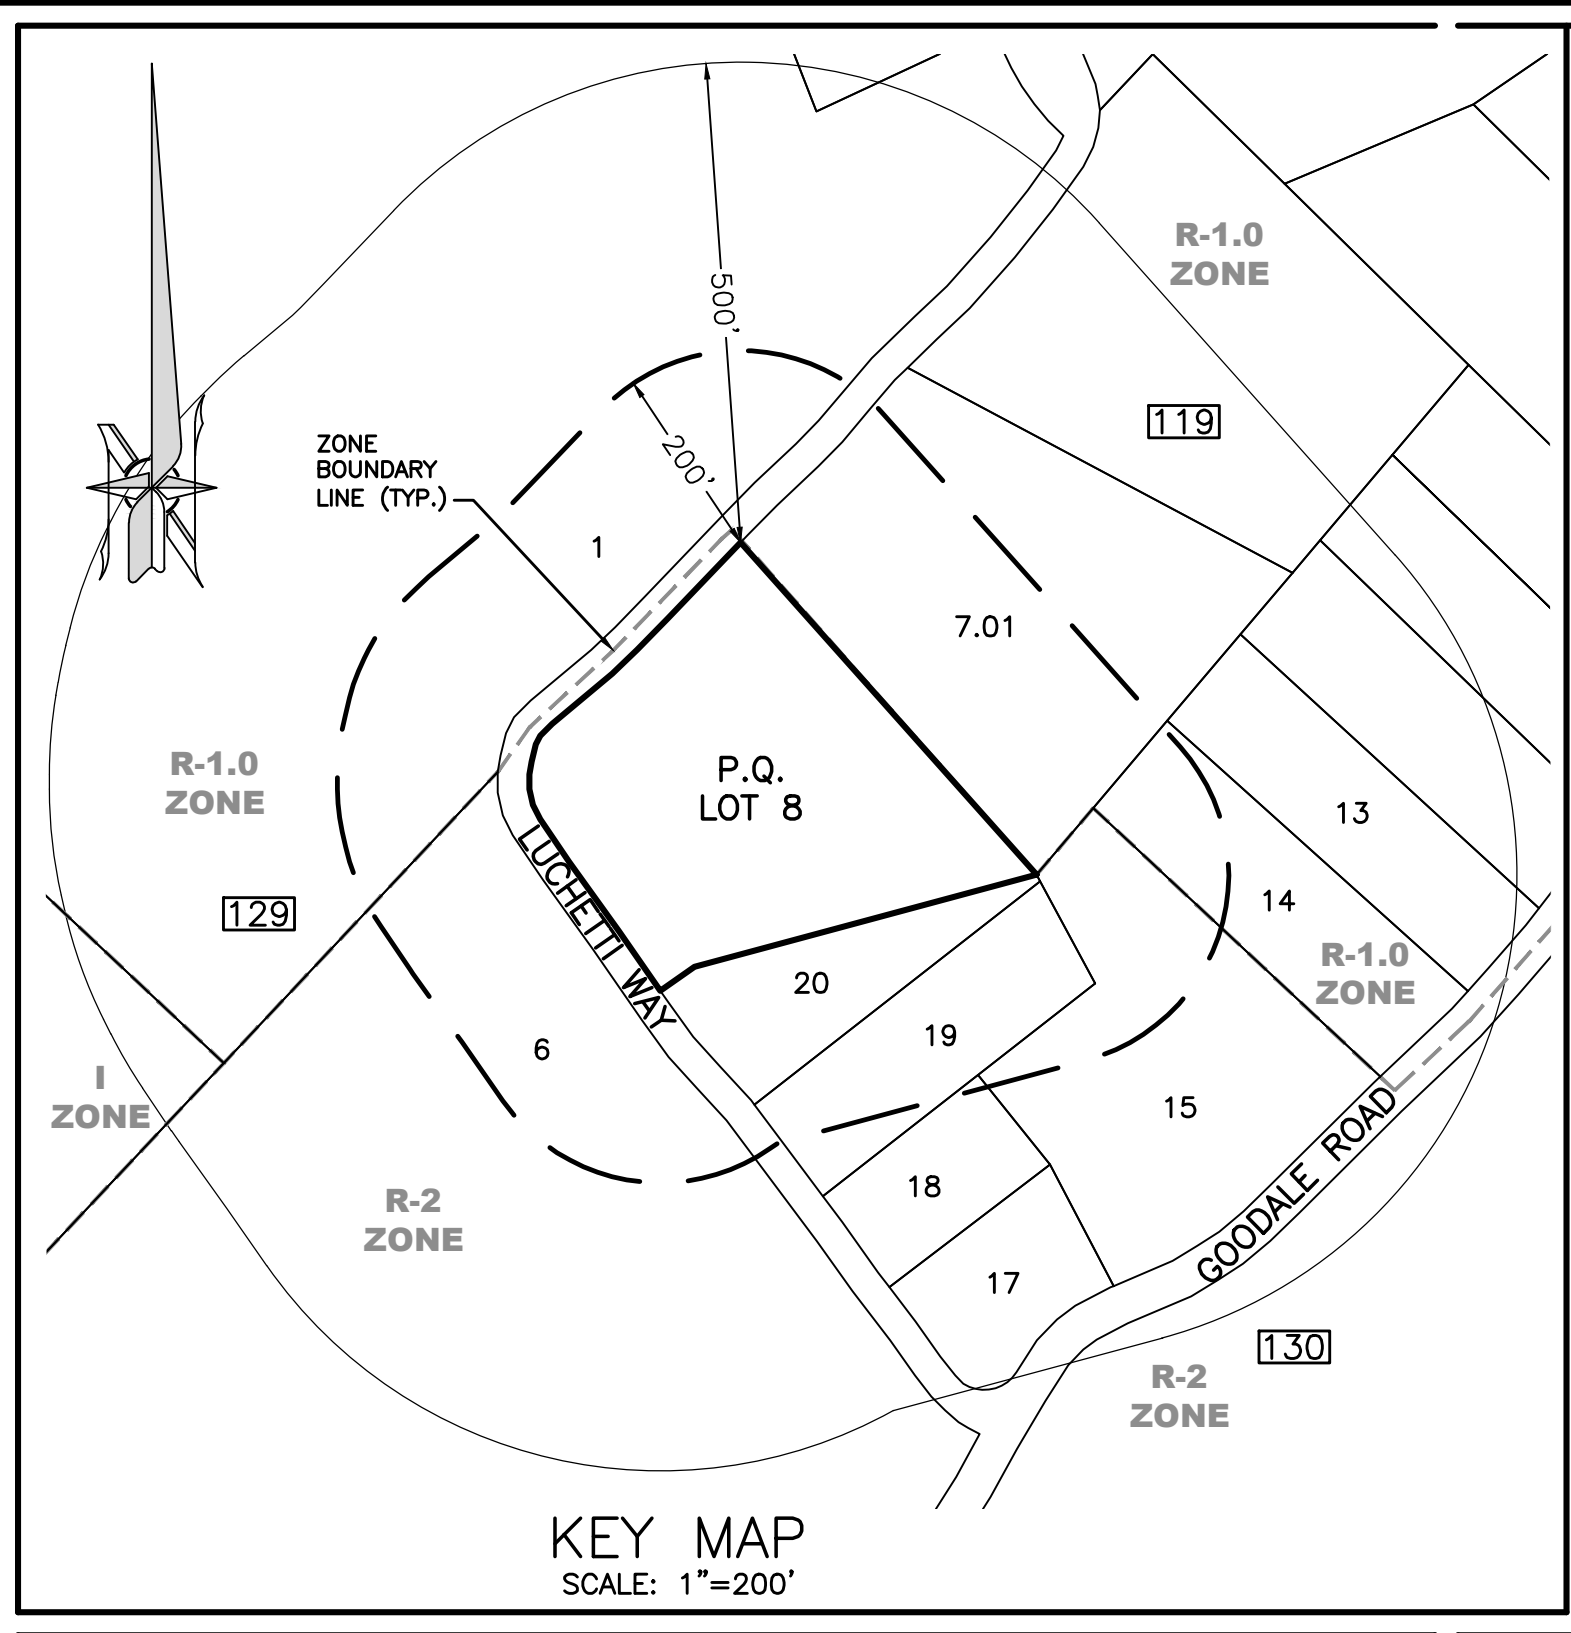 R-1.0
ZONE
500'
119
ZONE
BOUNDARY
LINE (TYP.)
200'
1
7.01
R-1.0
ZONE
P.Q.
LOT 8
13
129
LUCHETTI WAY
14
R-1.0
ZONE
20
19
6
I
ZONE
15
GOODALE ROAD
18
R-2
ZONE
17
130
R-2
ZONE
KEY MAP
SCALE: 1"=200'